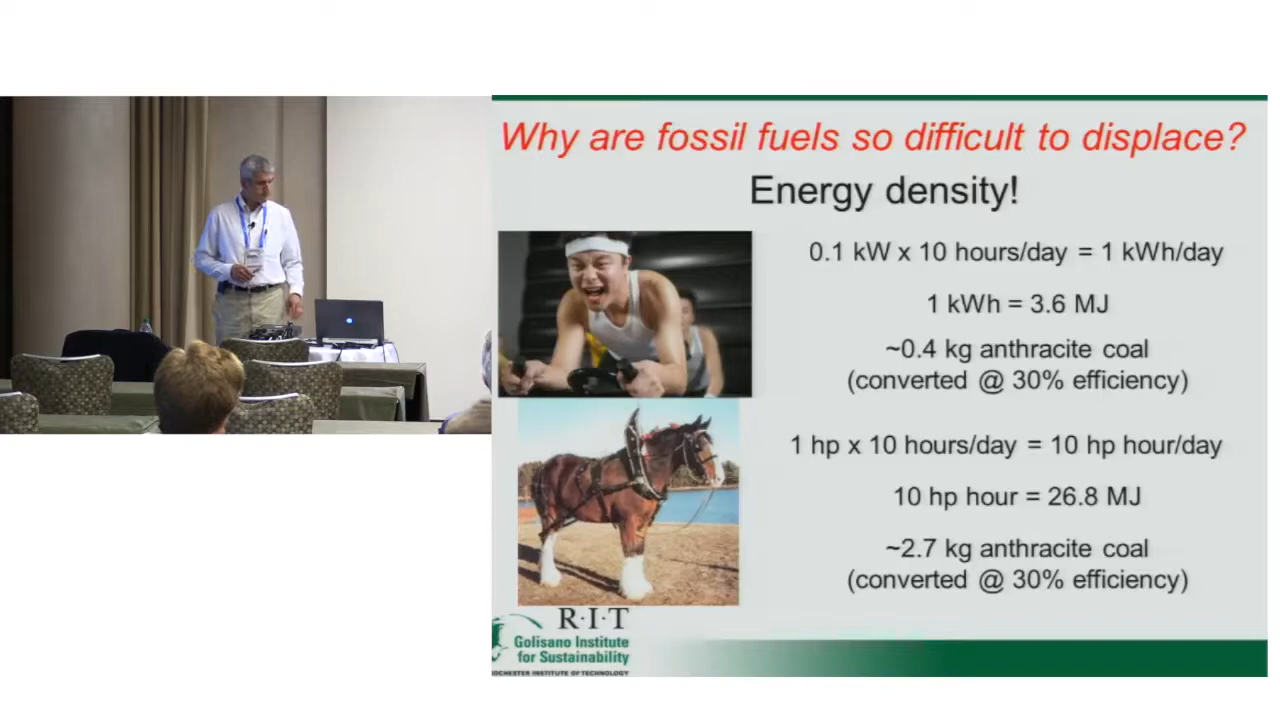 Why are fossil fuels so difficult to displace?
Energy density!
0.1 kW x 10 hours/day = 1 kWh/day
1 kWh = 3.6 MJ
~0.4 kg anthracite coal
(converted @ 30% efficiency)
1 hp x 10 hours/day = 10 hp hour/day
10 hp hour = 26.8 MJ
~2.7 kg anthracite coal
(converted @ 30% efficiency)
R·I·T
Golisano Institute
for Sustainability
OCHESTER INSTITUTE OF TECHNOLOGY